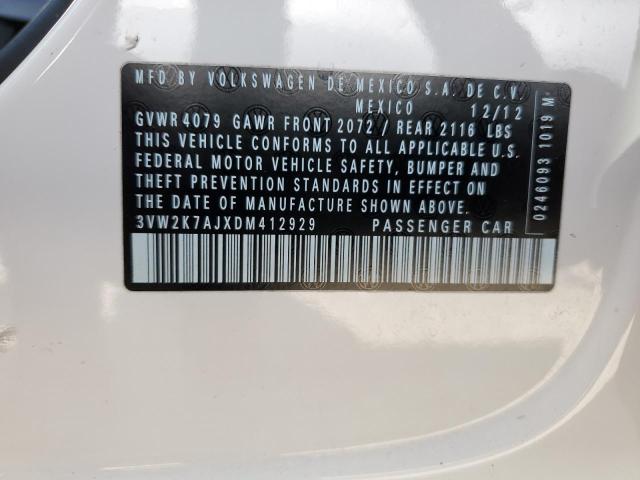 MFD BY VOLKSWAGEN DE MEXICO S.A. DE C.V.
MEXICO 12/12
GVWR 4079 GAWR FRONT 2072 / REAR 2116 LBS
THIS VEHICLE CONFORMS TO ALL APPLICABLE U.S.
FEDERAL MOTOR VEHICLE SAFETY, BUMPER AND
THEFT PREVENTION STANDARDS IN EFFECT ON
THE DATE OF MANUFACTURE SHOWN ABOVE.
3VW2K7AJXDM412929 PASSENGER CAR
0246093 1019 M